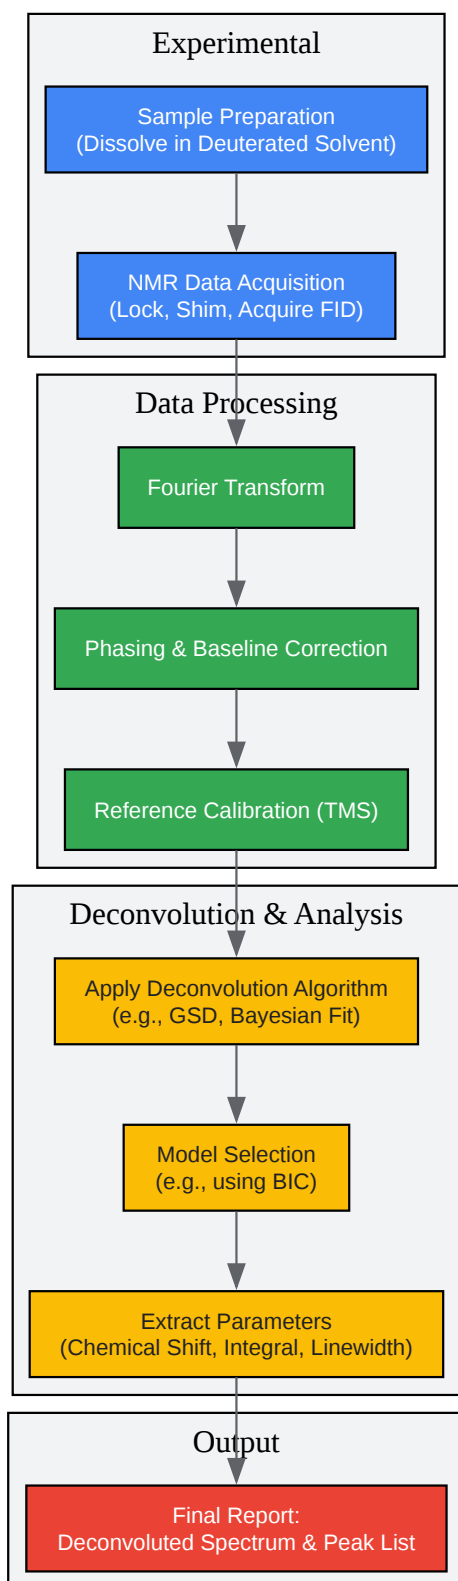 Experimental
Sample Preparation
(Dissolve in Deuterated Solvent)
NMR Data Acquisition
(Lock, Shim, Acquire FID)
Data Processing
Fourier Transform
Phasing & Baseline Correction
Reference Calibration (TMS)
Deconvolution & Analysis
Apply Deconvolution Algorithm
(e.g., GSD, Bayesian Fit)
Model Selection
(e.g., using BIC)
Extract Parameters
(Chemical Shift, Integral, Linewidth)
Output
Final Report:
Deconvoluted Spectrum & Peak List